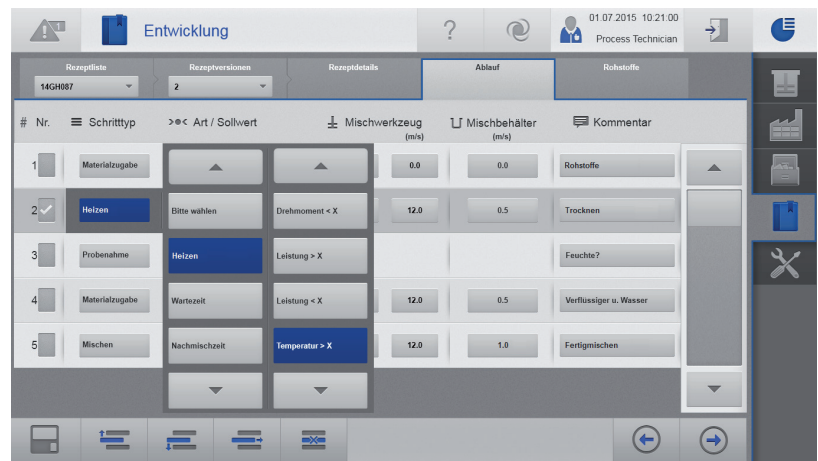 1
Entwicklung
?
01.07.2015 10:21:00
Process Technician
Rezeptliste
Rezeptversionen
Rezeptdetails
Ablauf
Rohstoffe
14GH087
2
# Nr.
Schritttyp
>●< Art / Sollwert
Mischwerkzeug
(m/s)
Mischbehälter
(m/s)
Kommentar
1
Materialzugabe
0.0
0.0
Rohstoffe
2
Heizen
Bitte wählen
Drehmoment < X
12.0
0.5
Trocknen
3
Probenahme
Heizen
Leistung > X
Feuchte?
4
Materialzugabe
Wartezeit
Leistung < X
12.0
0.5
Verflüssiger u. Wasser
5
Mischen
Nachmischzeit
Temperatur > X
12.0
1.0
Fertigmischen